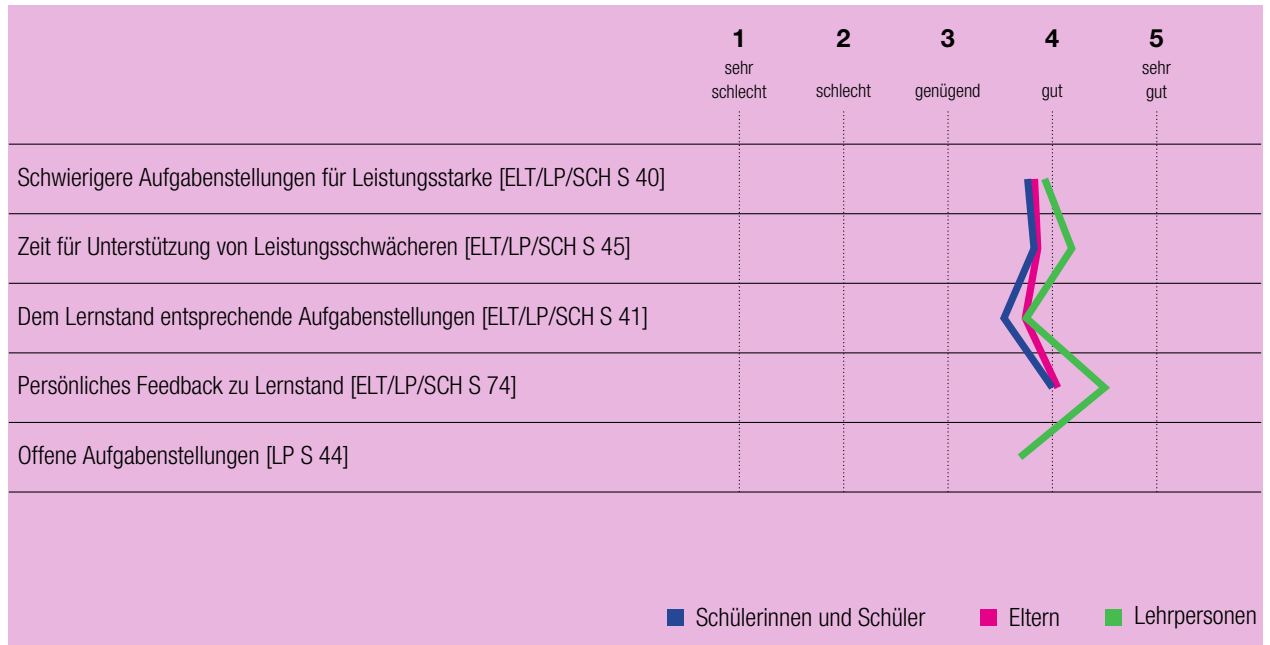 1 2 3 4 5
sehr schlecht schlecht genügend gut sehr gut
Schwierigere Aufgabenstellungen für Leistungsstarke [ELT/LP/SCH S 40]
Zeit für Unterstützung von Leistungsschwächeren [ELT/LP/SCH S 45]
Dem Lernstand entsprechende Aufgabenstellungen [ELT/LP/SCH S 41]
Persönliches Feedback zu Lernstand [ELT/LP/SCH S 74]
Offene Aufgabenstellungen [LP S 44]
Schülerinnen und Schüler Eltern Lehrpersonen